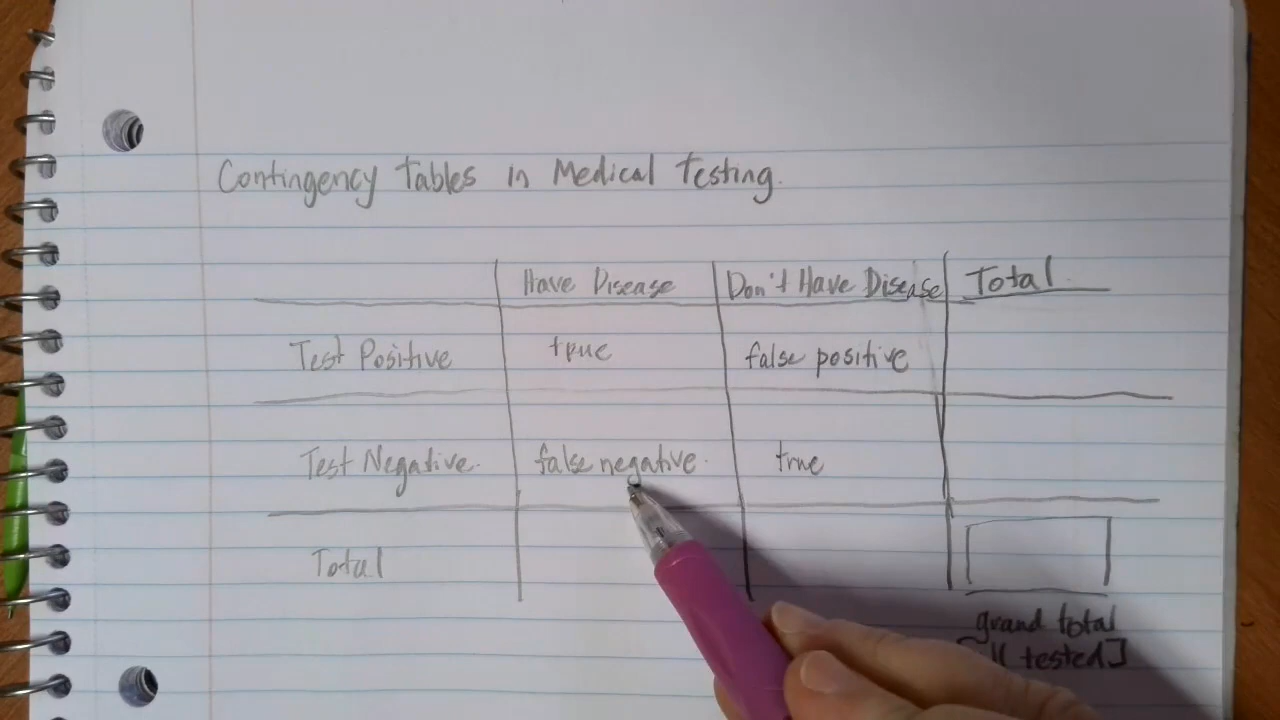 Contingency Tables in Medical Testing.
Have Disease Don't Have Disease Total
Test Positive true false positive
Test Negative. false negative. true
Total
grand total
tested]